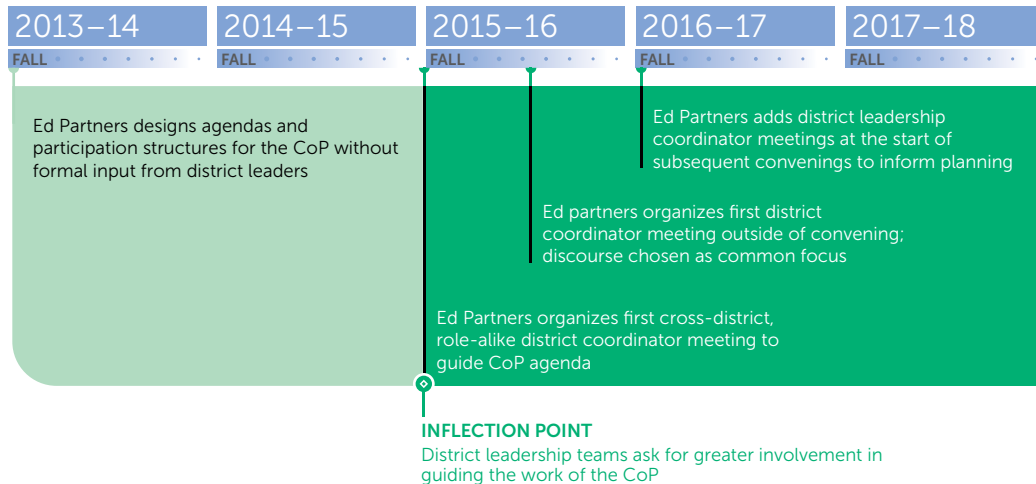 2013–14
2014–15
2015–16
2016–17
2017–18
FALL
FALL
FALL
FALL
FALL
Ed Partners designs agendas and
participation structures for the CoP without
formal input from district leaders
Ed Partners adds district leadership
coordinator meetings at the start of
subsequent convenings to inform planning
Ed partners organizes first district
coordinator meeting outside of convening;
discourse chosen as common focus
Ed Partners organizes first cross-district,
role-alike district coordinator meeting to
guide CoP agenda
INFLECTION POINT
District leadership teams ask for greater involvement in
guiding the work of the CoP